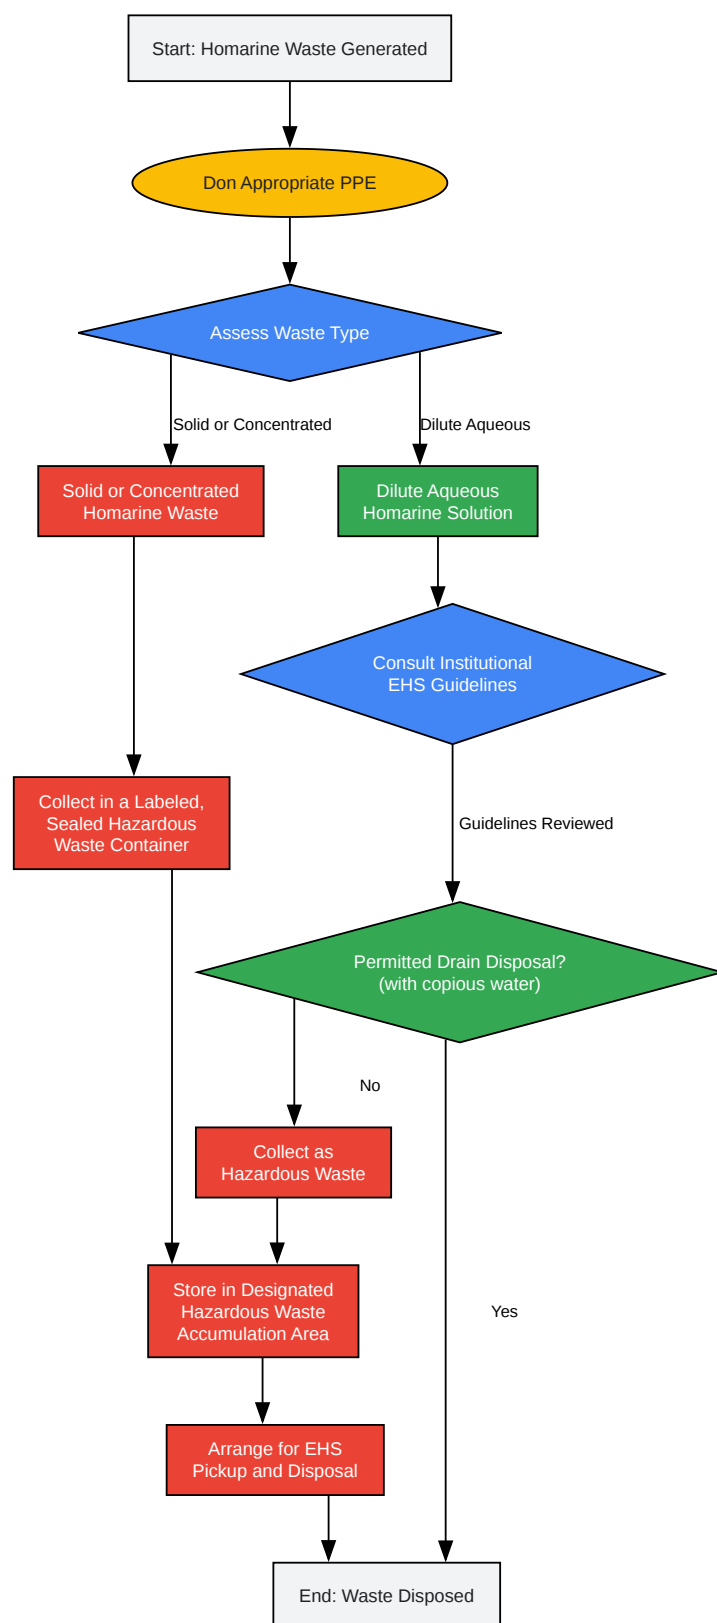 Start: Homarine Waste Generated
Don Appropriate PPE
Assess Waste Type
Solid or Concentrated
Dilute Aqueous
Solid or Concentrated
Homarine Waste
Dilute Aqueous
Homarine Solution
Consult Institutional
EHS Guidelines
Collect in a Labeled,
Sealed Hazardous
Waste Container
Guidelines Reviewed
Permitted Drain Disposal?
(with copious water)
No
Collect as
Hazardous Waste
Store in Designated
Hazardous Waste
Accumulation Area
Yes
Arrange for EHS
Pickup and Disposal
End: Waste Disposed